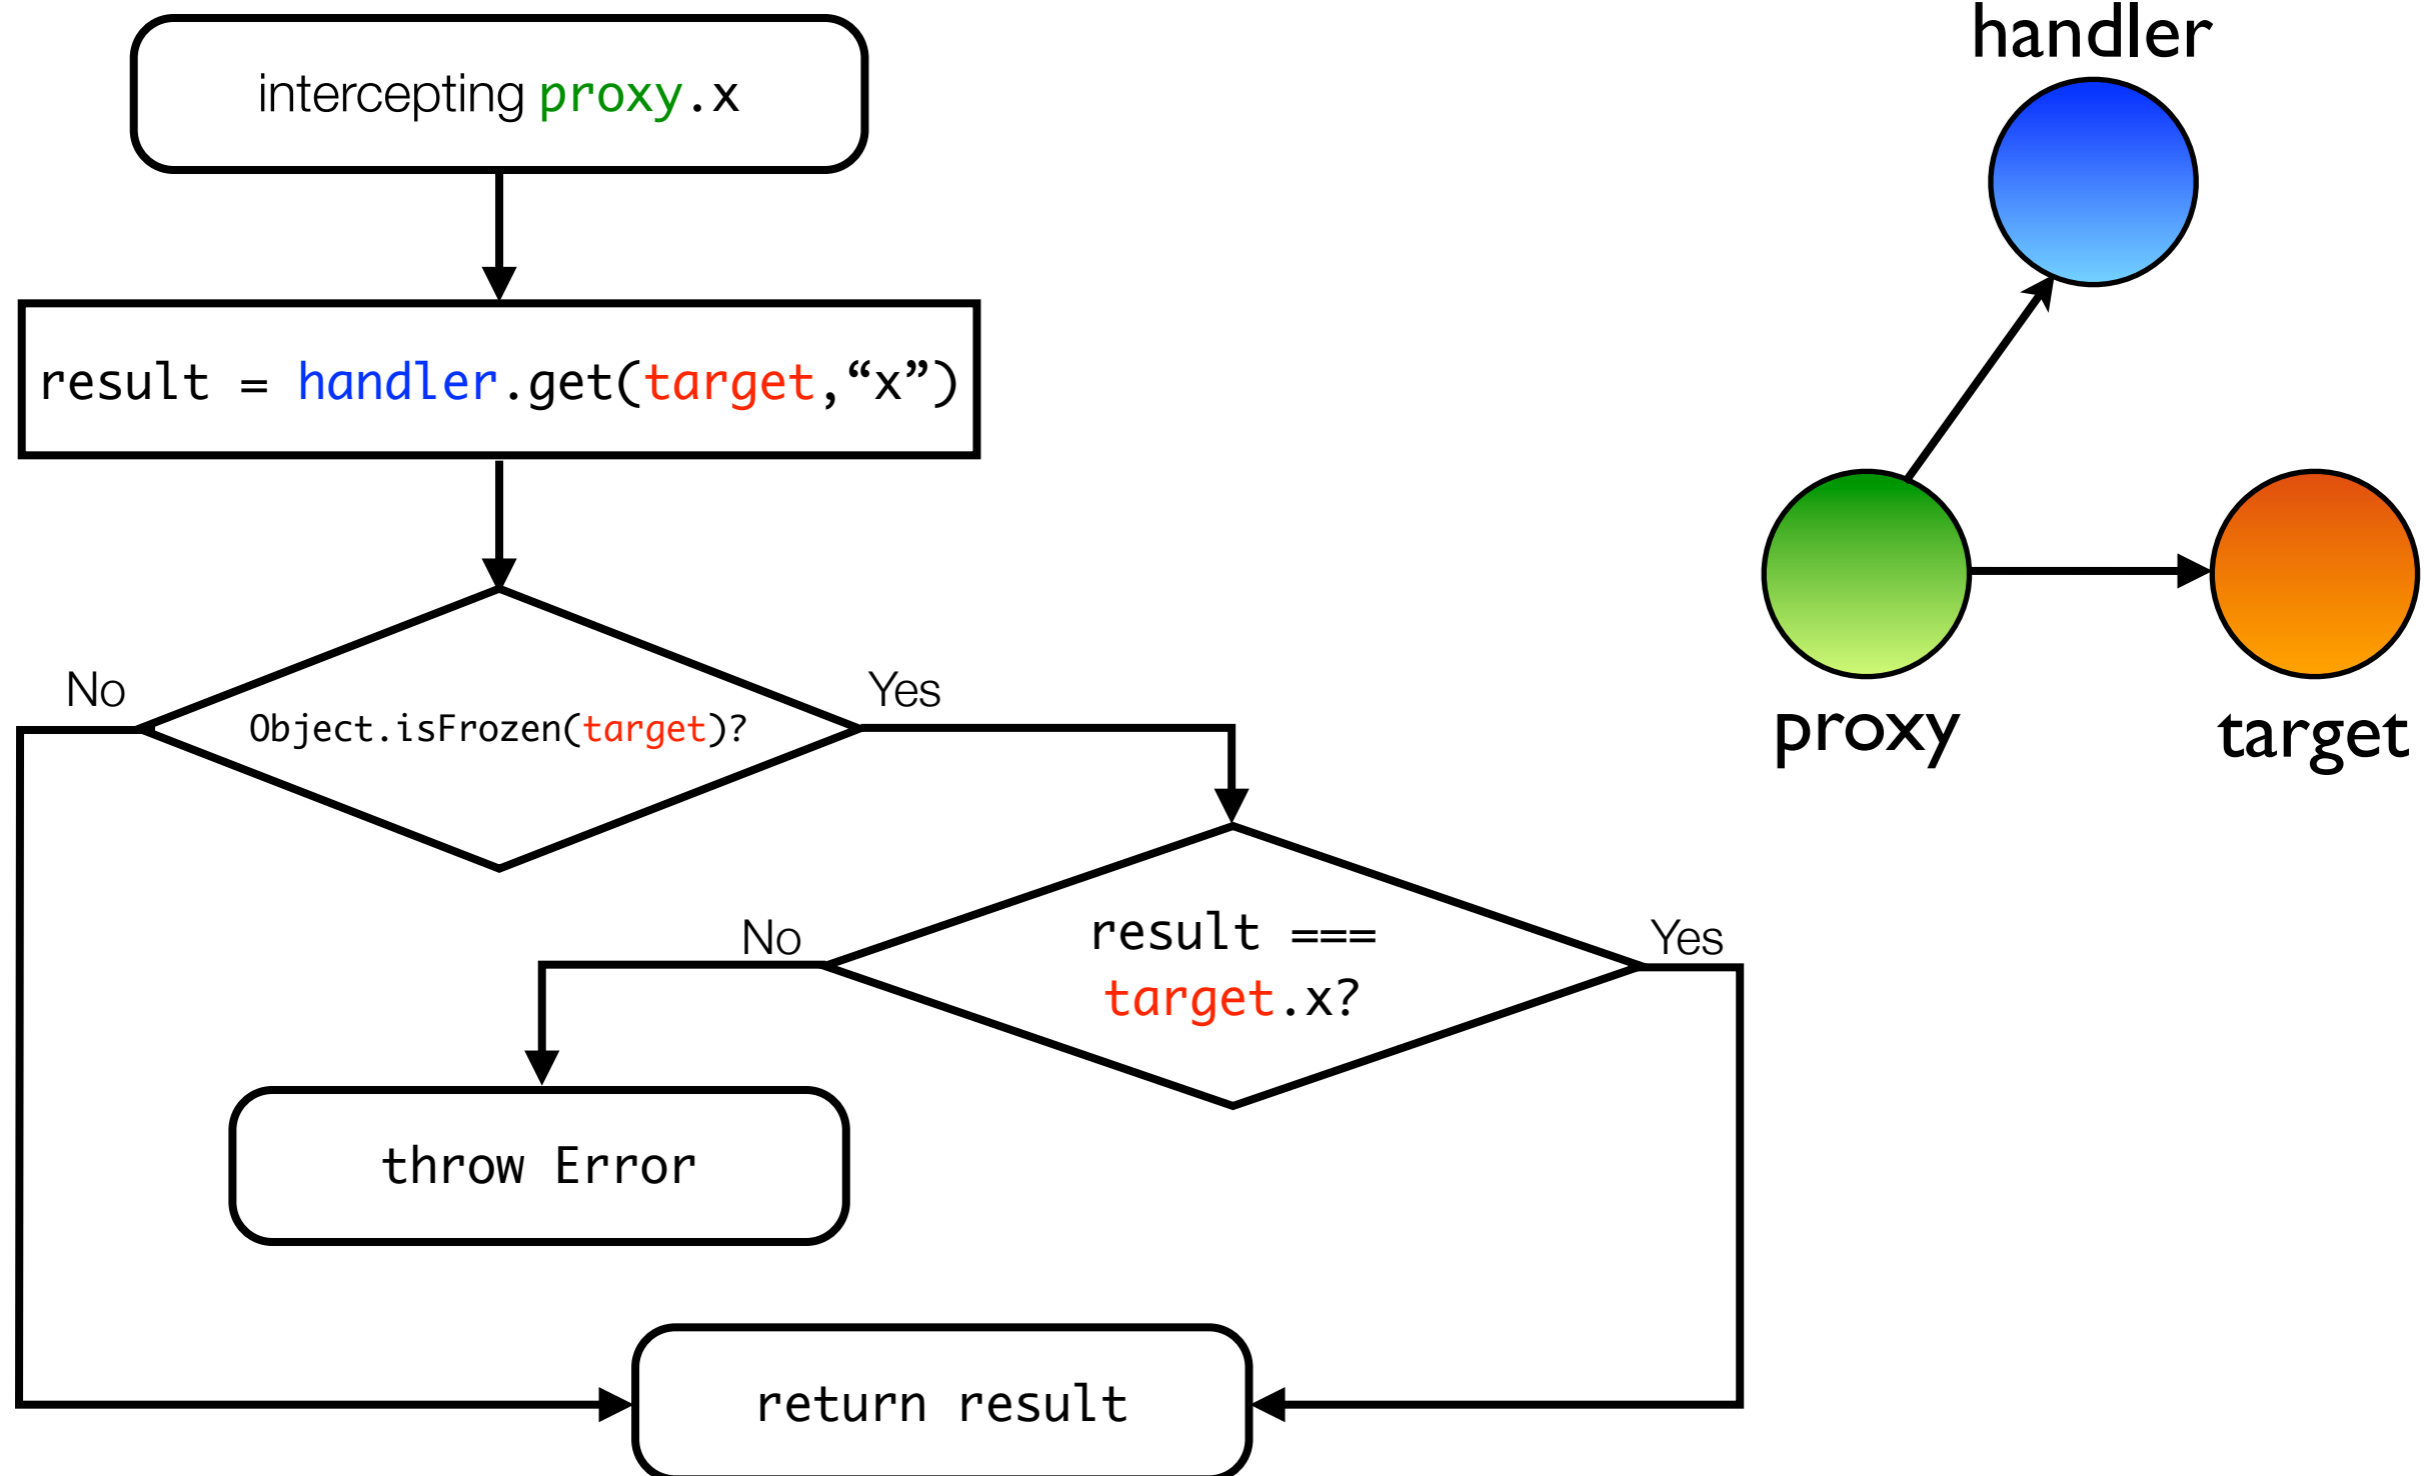 intercepting proxy.x
result = handler.get(target,“x”)
No
Object.isFrozen(target)?
Yes
No
result ===
target.x?
Yes
throw Error
return result
handler
proxy
target